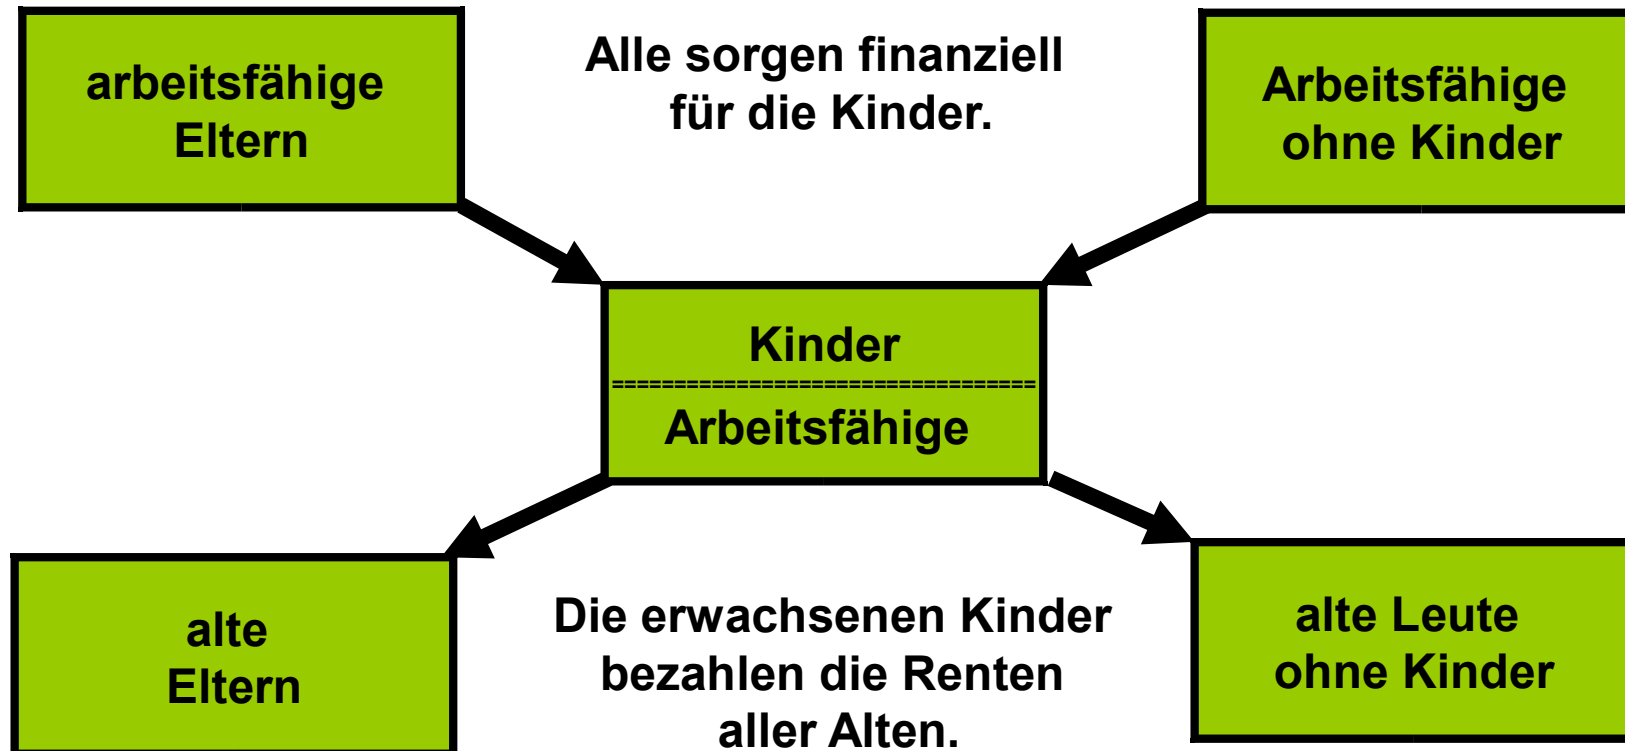 arbeitsfähige
Eltern
Alle sorgen finanziell
für die Kinder.
Arbeitsfähige
ohne Kinder
Kinder
==================================
Arbeitsfähige
alte
Eltern
Die erwachsenen Kinder
bezahlen die Renten
aller Alten.
alte Leute
ohne Kinder